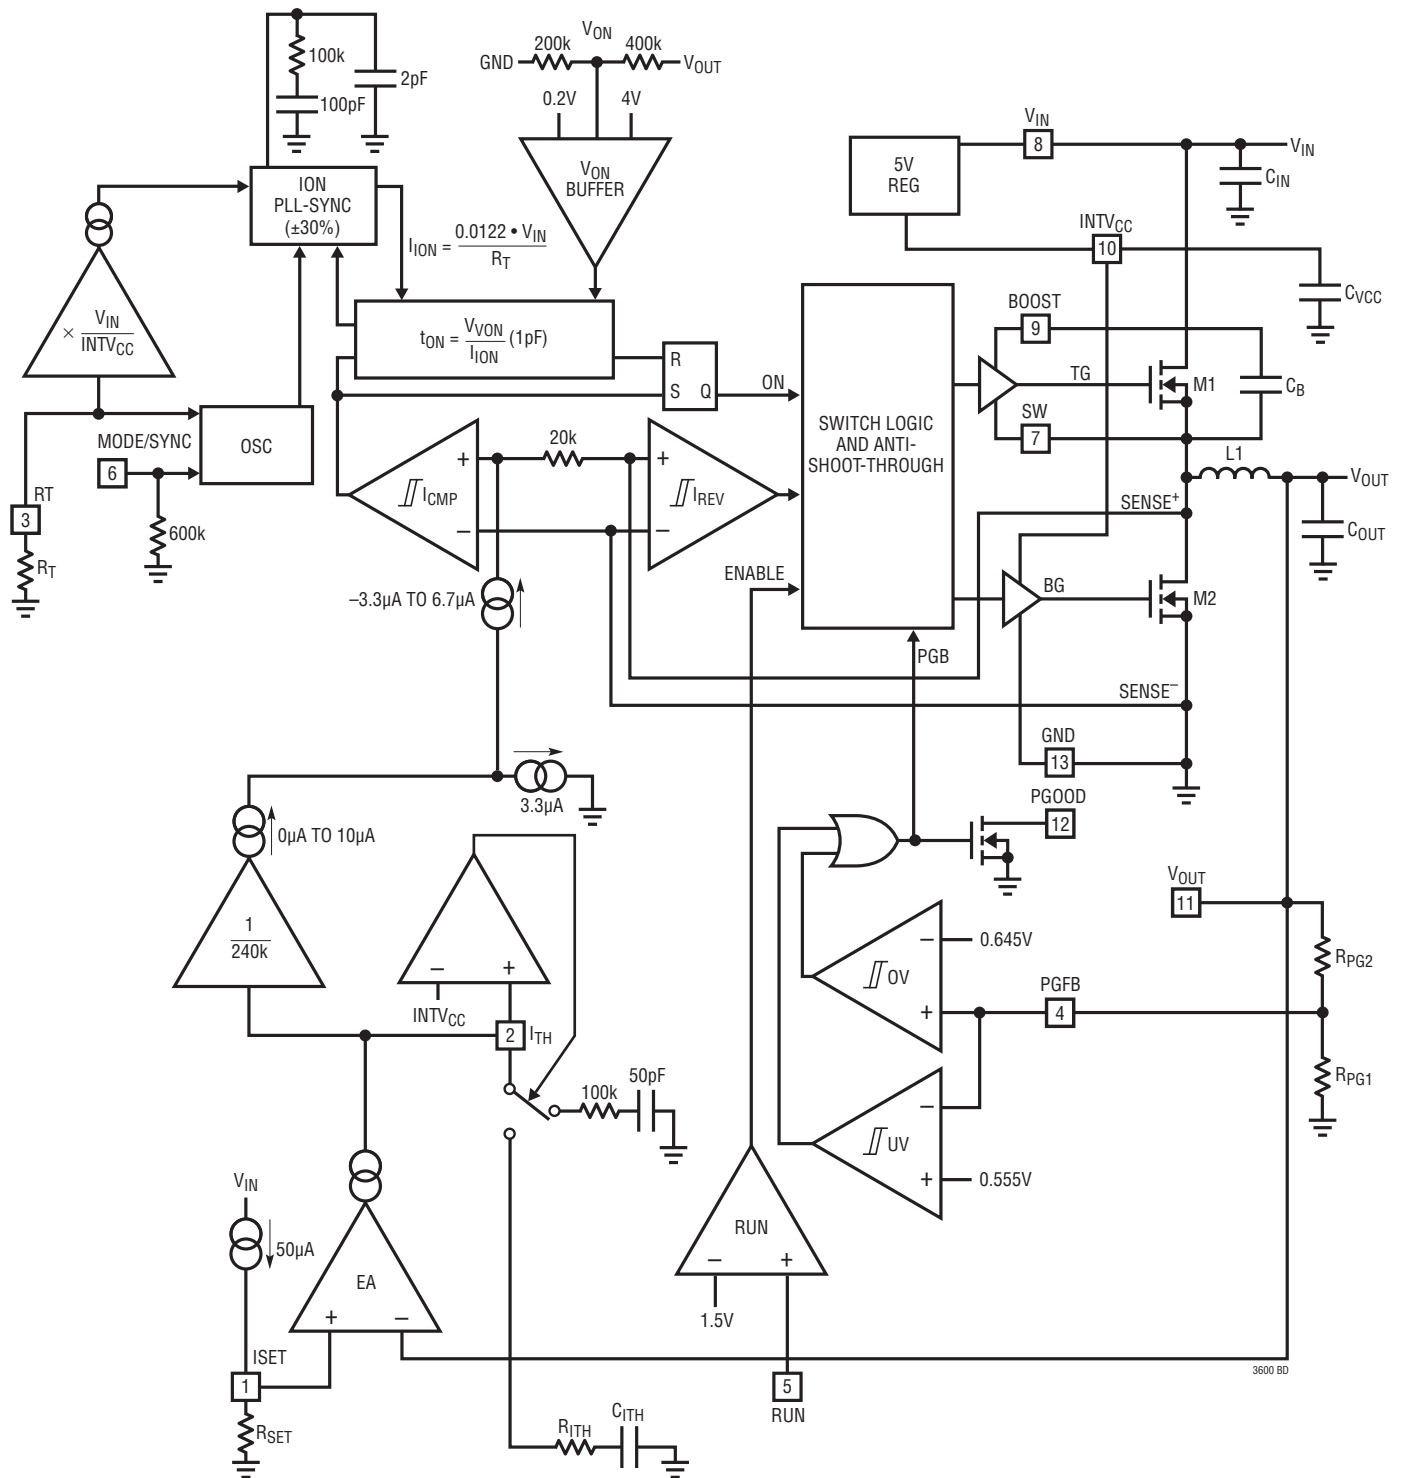 100k
2pF
100pF
VON
200k
400k
GND
VOUT
0.2V
4V
VON
BUFFER
ION
PLL-SYNC
(±30%)
IION = 0.0122 • VIN
RT
5V
REG
VIN
8
VIN
CIN
INTVCC
10
CVCC
× VIN
INTVCC
tON = VVON (1pF)
IION
R
S Q
ON
BOOST
9
TG
M1
CB
SW
7
SWITCH LOGIC
AND ANTI-
SHOOT-THROUGH
MODE/SYNC
6
OSC
RT
3
600k
RT
+
–
ICMP
20k
+
–
IREV
L1
VOUT
SENSE+
COUT
ENABLE
–3.3µA TO 6.7µA
BG
M2
PGB
SENSE–
GND
13
3.3µA
0µA TO 10µA
PGOOD
12
1
240k
–
+
INTVCC
2
ITH
VOUT
11
–
0.645V
OV
+
PGFB
4
RPG2
RPG1
100k
50pF
–
UV
+
0.555V
VIN
50µA
EA
+
–
RUN
–
+
1.5V
ISET
1
RSET
5
RUN
RITH
CITH
3600 BD